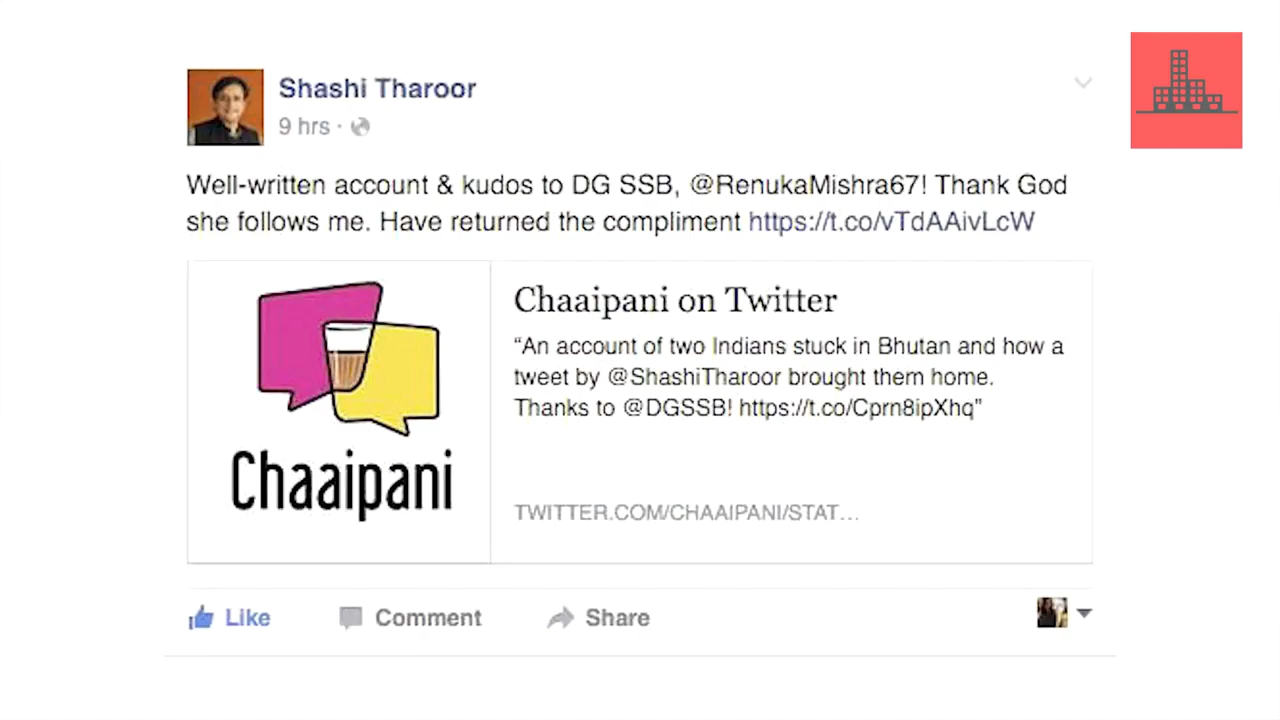 Shashi Tharoor
9 hrs ·
Well-written account & kudos to DG SSB, @RenukaMishra67! Thank God
she follows me. Have returned the compliment https://t.co/vTdAAivLcW
Chaaipani
Chaaipani on Twitter
“An account of two Indians stuck in Bhutan and how a
tweet by @ShashiTharoor brought them home.
Thanks to @DGSSB! https://t.co/Cprn8ipXhq”
TWITTER.COM/CHAAIPANI/STAT...
Like Comment Share